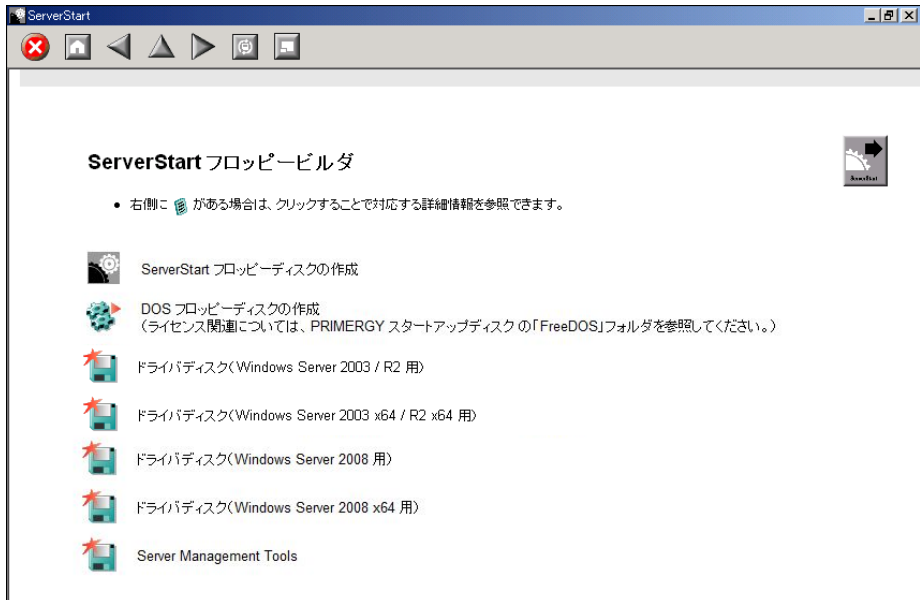 ServerStart
ServerStart フロッピービルダ
ServerStart
• 右側に がある場合は、クリックすることで対応する詳細情報を参照できます。
ServerStart フロッピーディスクの作成
DOS フロッピーディスクの作成
(ライセンス関連については、PRIMERGY スタートアップディスク の「FreeDOS」フォルダを参照してください。)
ドライバディスク(Windows Server 2003 / R2 用)
ドライバディスク(Windows Server 2003 x64 / R2 x64 用)
ドライバディスク(Windows Server 2008 用)
ドライバディスク(Windows Server 2008 x64 用)
Server Management Tools